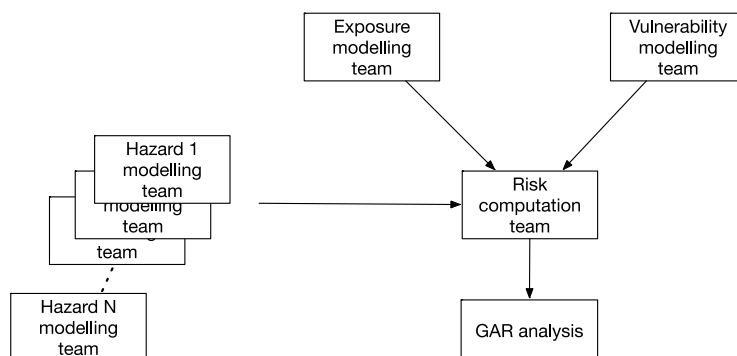 Exposure
modelling
team
Vulnerability
modelling
team
Hazard 1
modelling
team
modelling
team
team
Hazard N
modelling
team
Risk
computation
team
GAR analysis